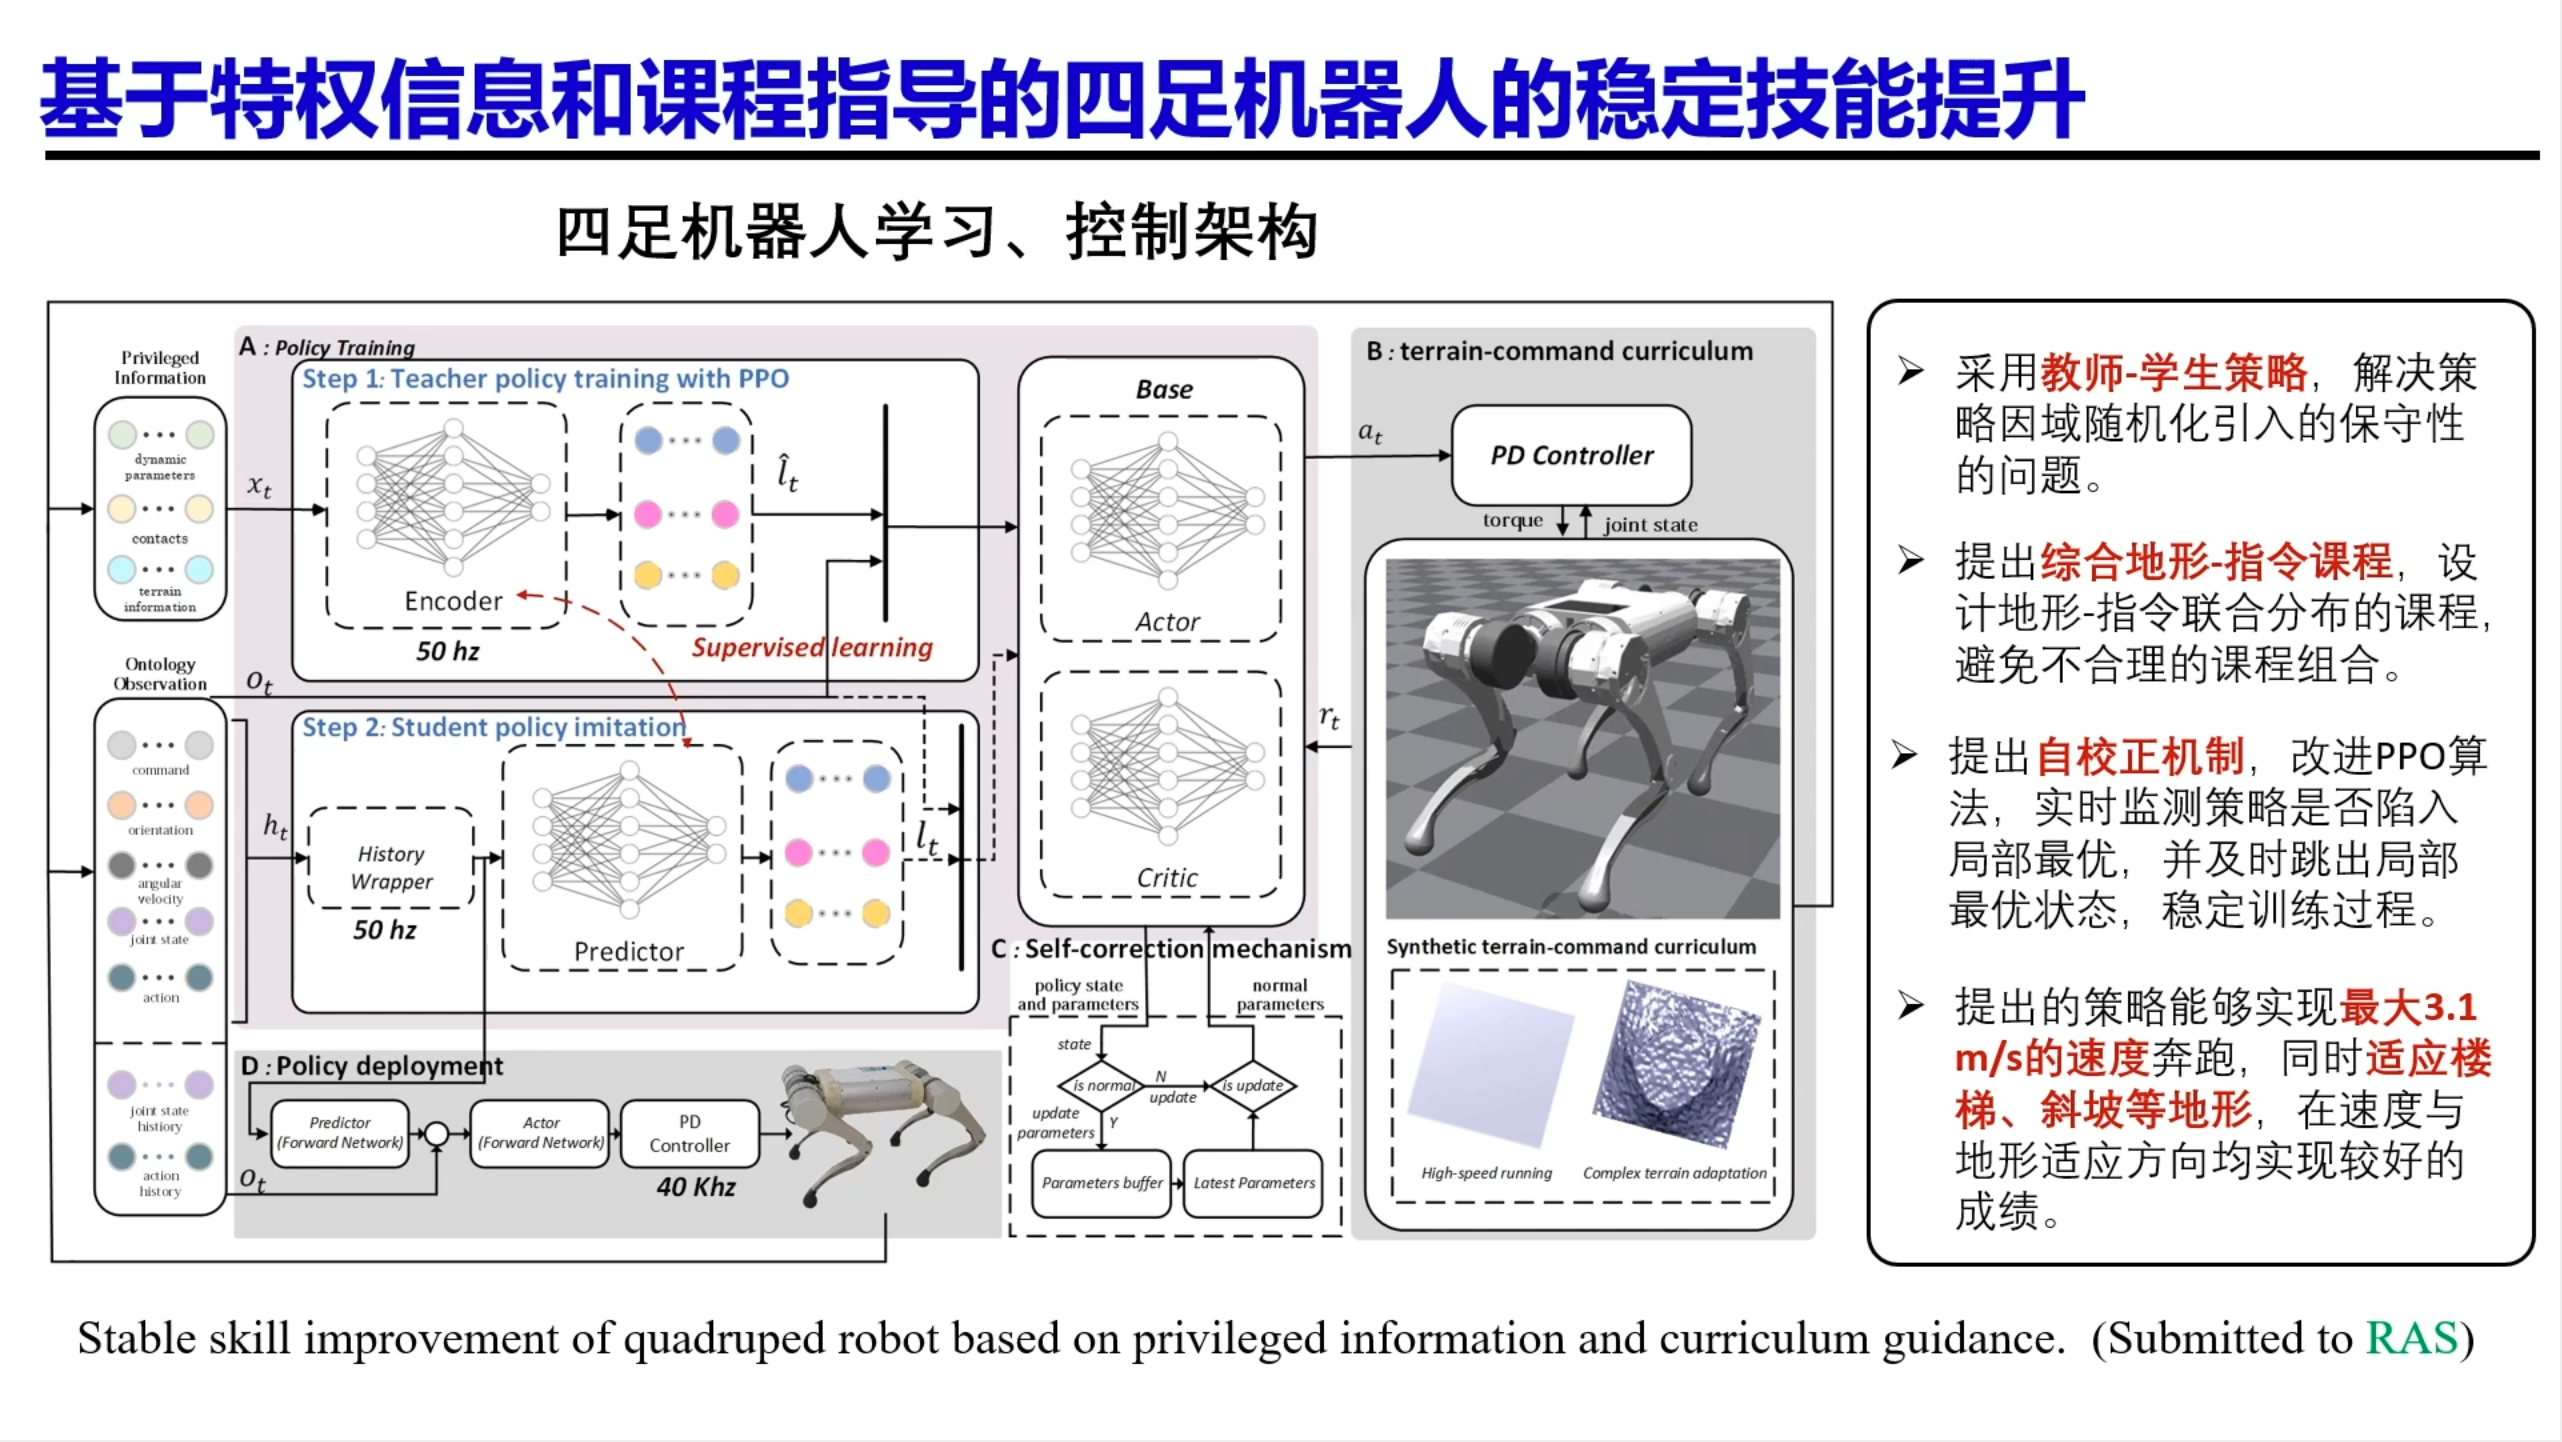 基于特权信息和课程指导的四足机器人的稳定技能提升
四足机器人学习、控制架构
Privileged
Information
dynamic
parameters
contacts
terrain
information
Ontology
Observation
command
orientation
angular
velocity
joint state
action
joint state
histiory
action
history
A : Policy Training
Step 1: Teacher policy training with PPO
x_t
Encoder
50 hz
l̂_t
Supervised learning
o_t
Step 2: Student policy imitation
h_t
History
Wrapper
50 hz
Predictor
l_t
Base
Actor
Critic
a_t
r_t
B : terrain-command curriculum
PD Controller
torque
joint state
Synthetic terrain-command curriculum
High-speed running
Complex terrain adaptation
C : Self-correction mechanism
policy state
and parameters
normal
parameters
state
is normal
N
update
is update
update
parameters
Y
Parameters buffer
Latest Parameters
D : Policy deployment
Predictor
(Forward Network)
Actor
(Forward Network)
PD
Controller
40 Khz
o_t
➢ 采用教师-学生策略，解决策
略因域随机化引入的保守性
的问题。
➢ 提出综合地形-指令课程，设
计地形-指令联合分布的课程，
避免不合理的课程组合。
➢ 提出自校正机制，改进PPO算
法，实时监测策略是否陷入
局部最优，并及时跳出局部
最优状态，稳定训练过程。
➢ 提出的策略能够实现最大3.1
m/s的速度奔跑，同时适应楼
梯、斜坡等地形，在速度与
地形适应方向均实现较好的
成绩。
Stable skill improvement of quadruped robot based on privileged information and curriculum guidance. (Submitted to RAS)